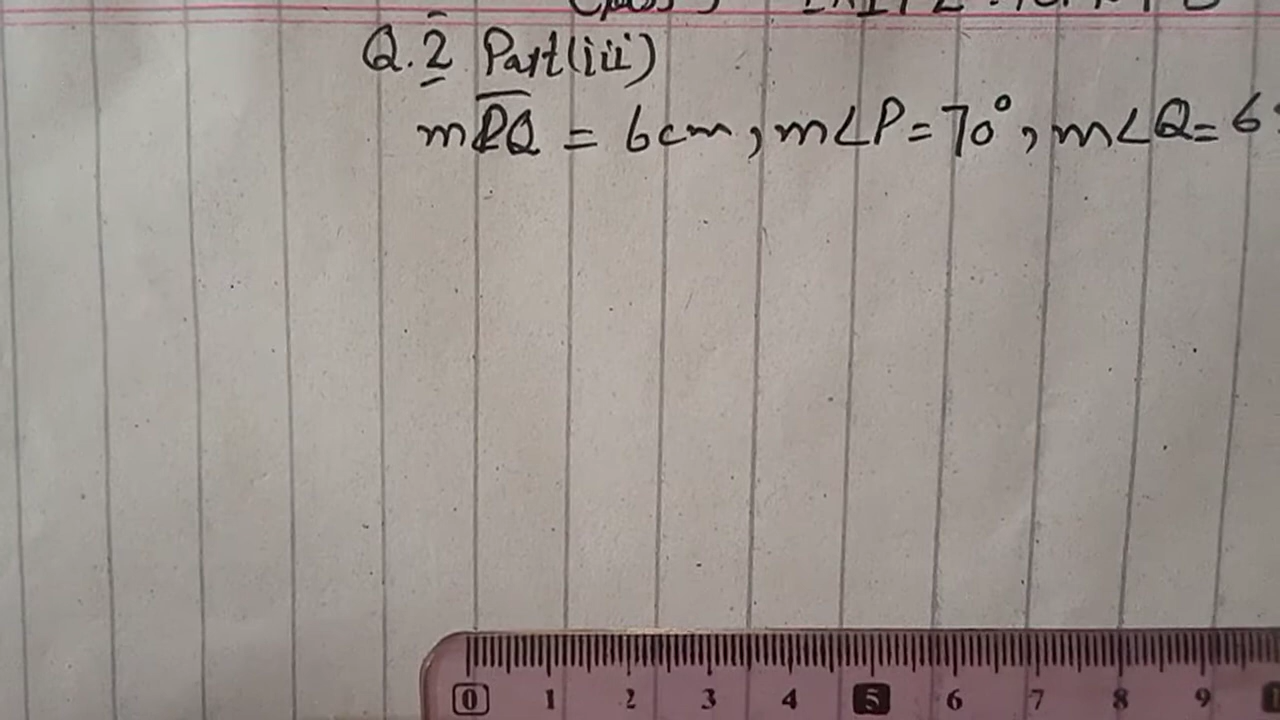 Q.2 Part(iii)
mPQ = 6cm, m∠P = 70°, m∠Q = 6
0 1 2 3 4 5 6 7 8 9